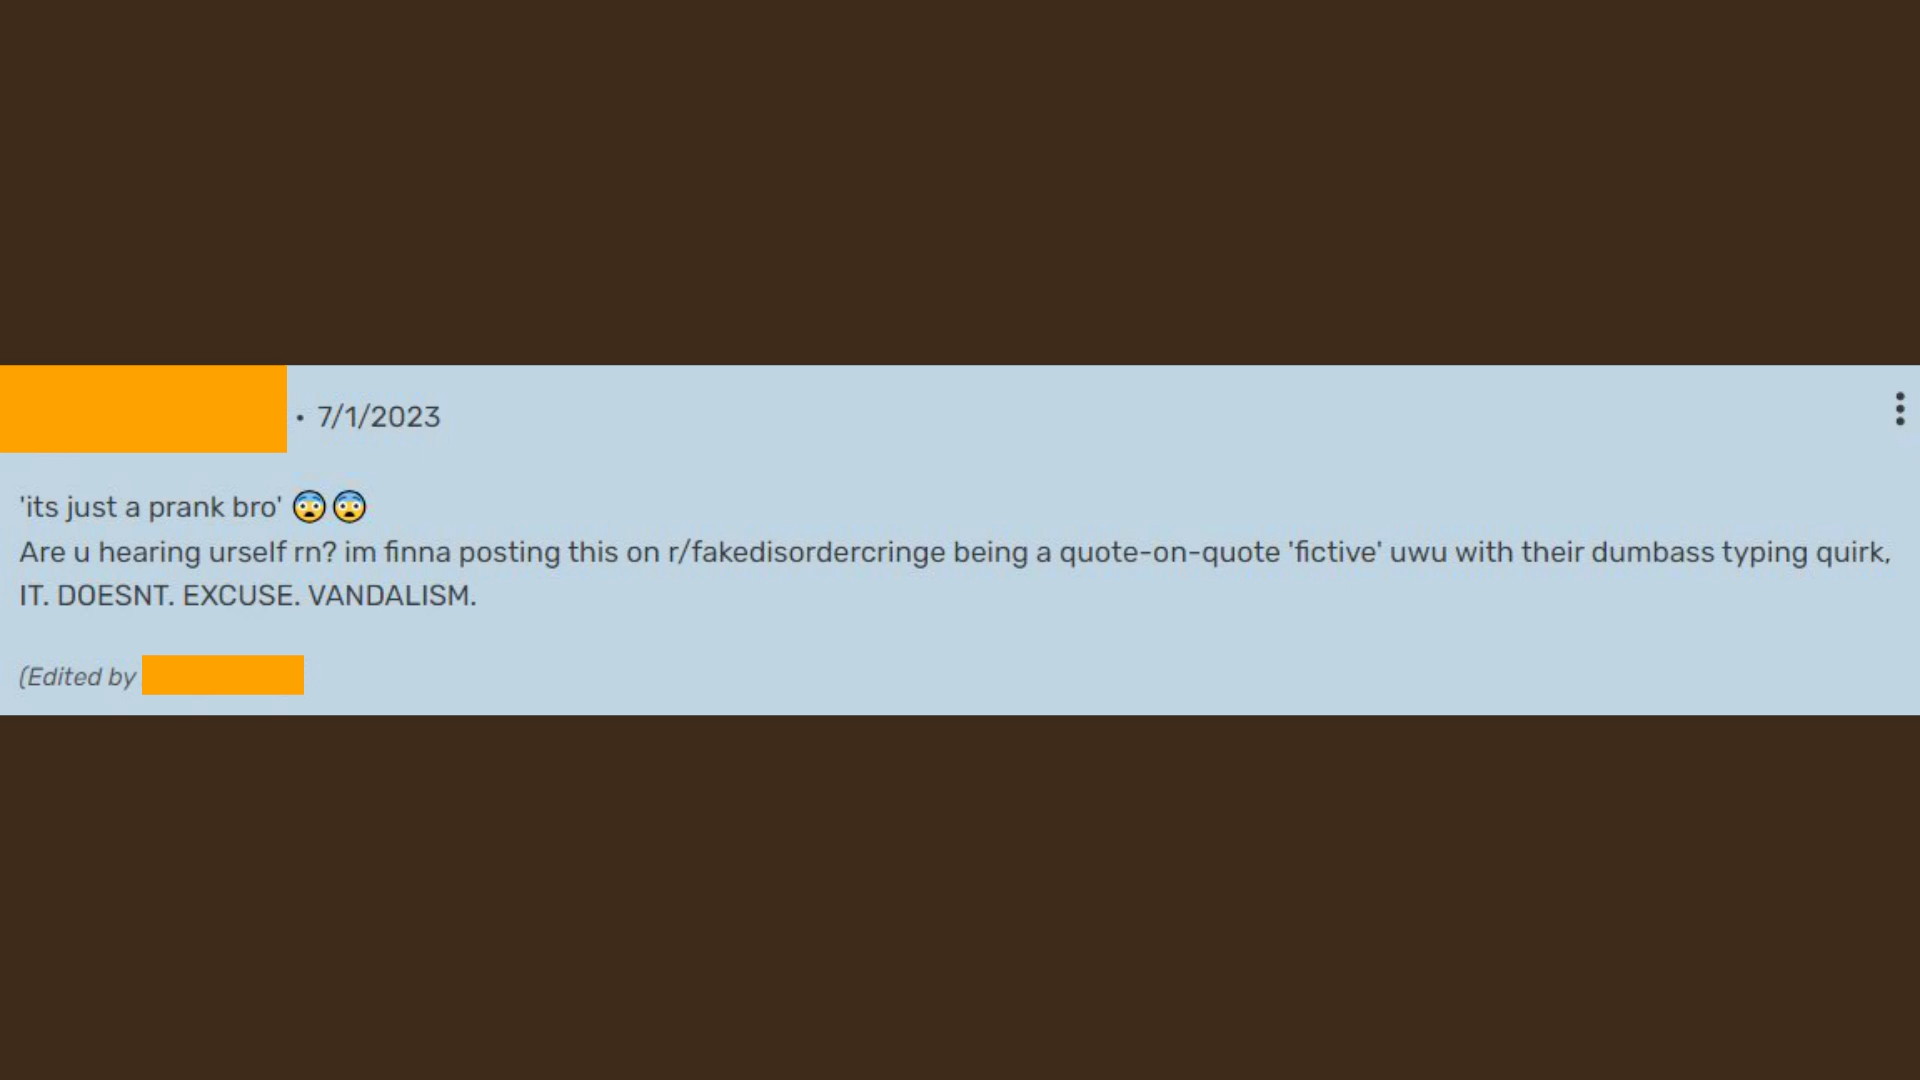 • 7/1/2023
'its just a prank bro' 😨😨
Are u hearing urself rn? im finna posting this on r/fakedisordercringe being a quote-on-quote 'fictive' uwu with their dumbass typing quirk,
IT. DOESNT. EXCUSE. VANDALISM.
(Edited by